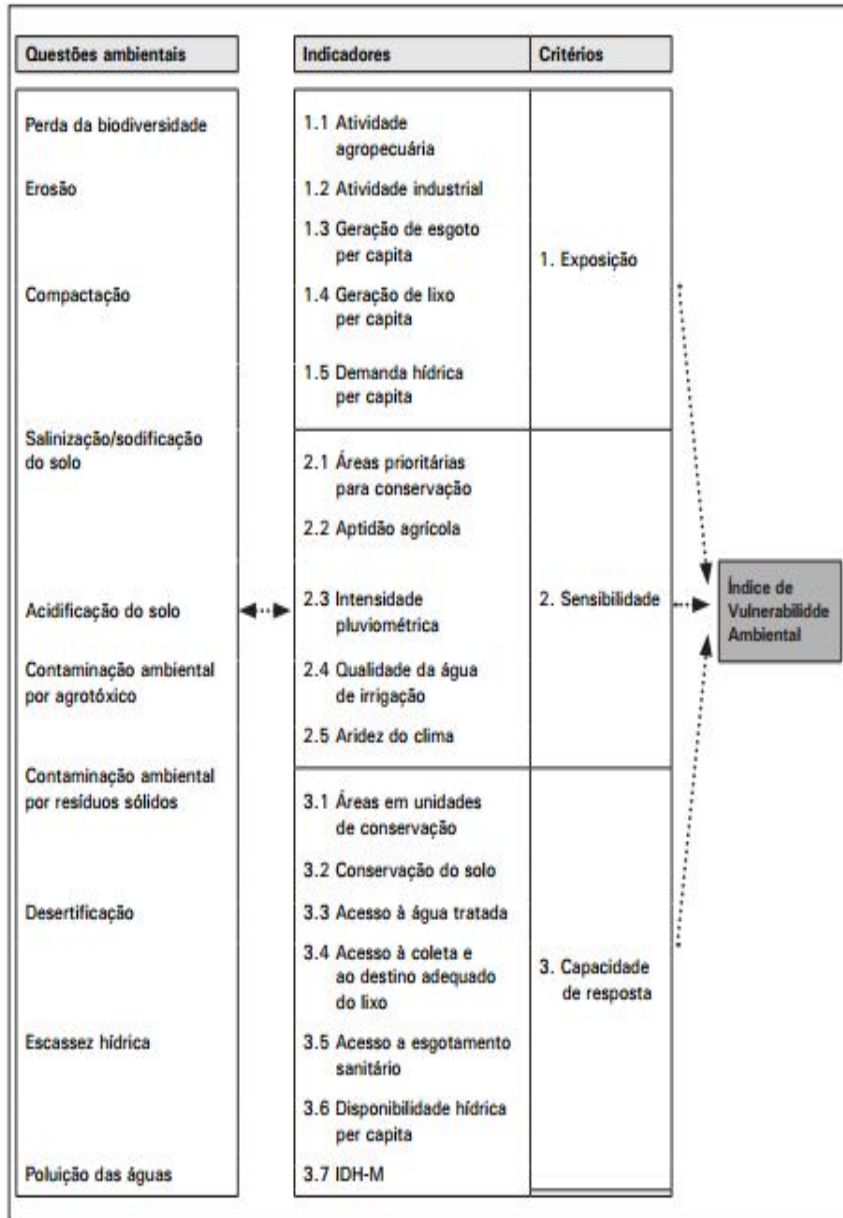 Questões ambientais
Indicadores
Critérios
Perda da biodiversidade
Erosão
Compactação
Salinização/sodificação
do solo
Acidificação do solo
Contaminação ambiental
por agrotóxico
Contaminação ambiental
por resíduos sólidos
Desertificação
Escassez hídrica
Poluição das águas
1.1 Atividade
agropecuária
1.2 Atividade industrial
1.3 Geração de esgoto
per capita
1.4 Geração de lixo
per capita
1.5 Demanda hídrica
per capita
1. Exposição
2.1 Áreas prioritárias
para conservação
2.2 Aptidão agrícola
2.3 Intensidade
pluviométrica
2.4 Qualidade da água
de irrigação
2.5 Aridez do clima
2. Sensibilidade
3.1 Áreas em unidades
de conservação
3.2 Conservação do solo
3.3 Acesso à água tratada
3.4 Acesso à coleta e
ao destino adequado
do lixo
3.5 Acesso a esgotamento
sanitário
3.6 Disponibilidade hídrica
per capita
3.7 IDH-M
3. Capacidade
de resposta
Índice de
Vulnerabilidde
Ambiental